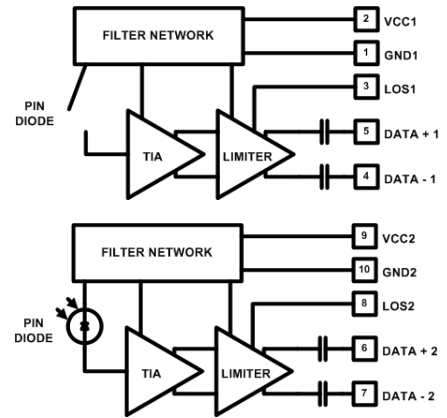 FILTER NETWORK
2 VCC1
1 GND1
3 LOS1
PIN
DIODE
5 DATA + 1
TIA
LIMITER
4 DATA - 1
FILTER NETWORK
9 VCC2
10 GND2
8 LOS2
PIN
DIODE
6 DATA + 2
TIA
LIMITER
7 DATA - 2